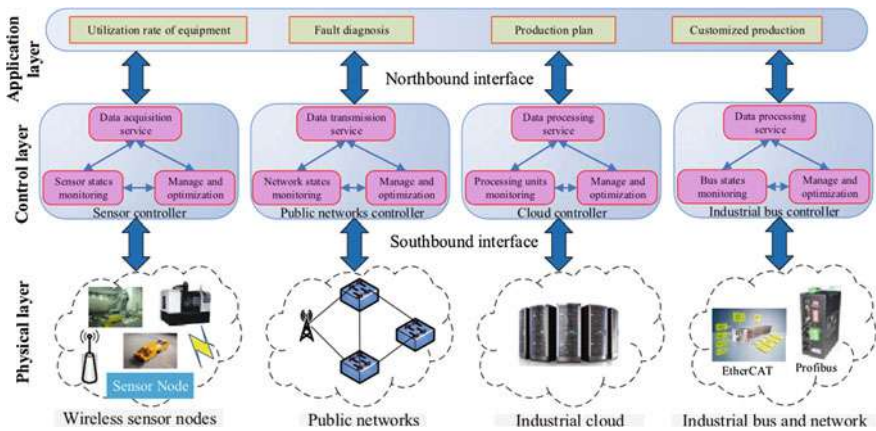 Application
layer
Utilization rate of equipment
Fault diagnosis
Production plan
Customized production
Northbound interface
Control layer
Data acquisition
service
Sensor states
monitoring
Manage and
optimization
Sensor controller
Data transmission
service
Network states
monitoring
Manage and
optimization
Public networks controller
Data processing
service
Processing units
monitoring
Manage and
optimization
Cloud controller
Data processing
service
Bus states
monitoring
Manage and
optimization
Industrial bus controller
Southbound interface
Physical layer
Sensor Node
EtherCAT
Profibus
Wireless sensor nodes
Public networks
Industrial cloud
Industrial bus and network